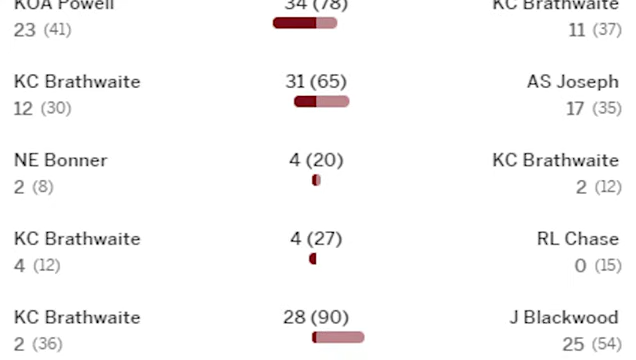 KOA Powell 34 (78) KC Brathwaite
23 (41) 11 (37)
KC Brathwaite 31 (65) AS Joseph
12 (30) 17 (35)
NE Bonner 4 (20) KC Brathwaite
2 (8) 2 (12)
KC Brathwaite 4 (27) RL Chase
4 (12) 0 (15)
KC Brathwaite 28 (90) J Blackwood
2 (36) 25 (54)